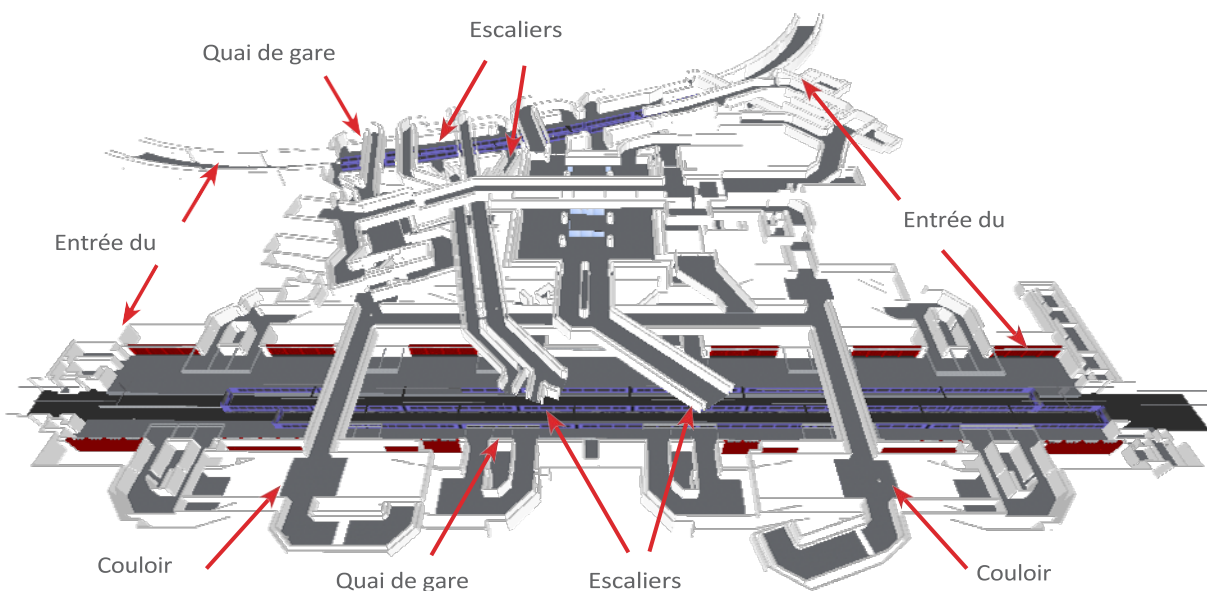 Escaliers
Quai de gare
Entrée du
Entrée du
Couloir
Quai de gare
Escaliers
Couloir